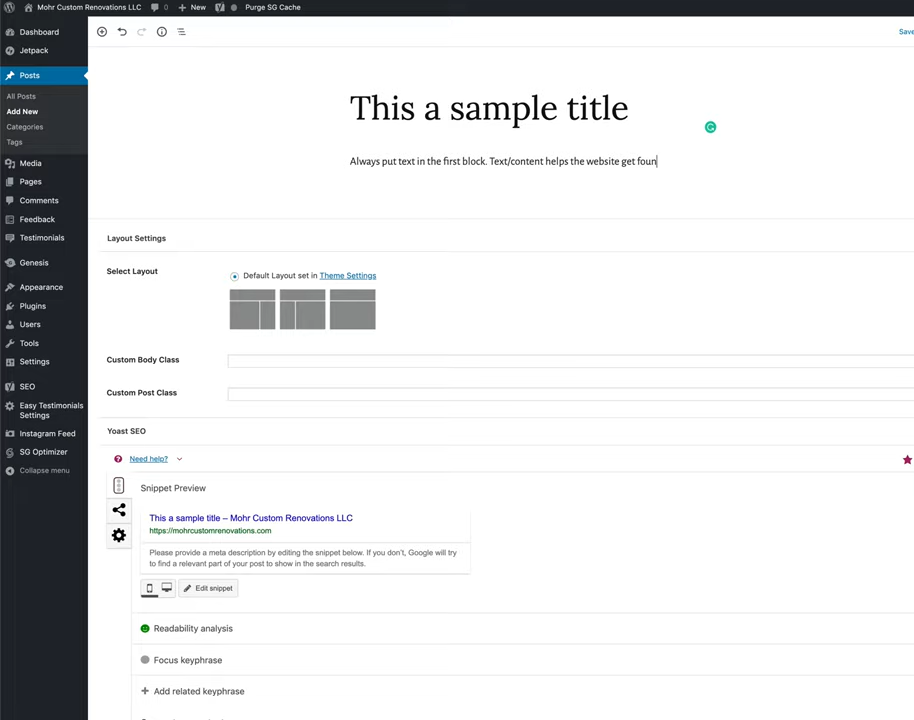 Mohr Custom Renovations LLC 0 New Purge SG Cache
Dashboard
Jetpack
Posts
All Posts
Add New
Categories
Tags
Media
Pages
Comments
Feedback
Testimonials
Genesis
Appearance
Plugins
Users
Tools
Settings
SEO
Easy Testimonials
Settings
Instagram Feed
SG Optimizer
Collapse menu
Save
This a sample title
Always put text in the first block. Text/content helps the website get foun
Layout Settings
Select Layout
Default Layout set in Theme Settings
Custom Body Class
Custom Post Class
Yoast SEO
Need help?
Snippet Preview
This a sample title – Mohr Custom Renovations LLC
https://mohrcustomrenovations.com
Please provide a meta description by editing the snippet below. If you don't, Google will try
to find a relevant part of your post to show in the search results.
Edit snippet
Readability analysis
Focus keyphrase
Add related keyphrase